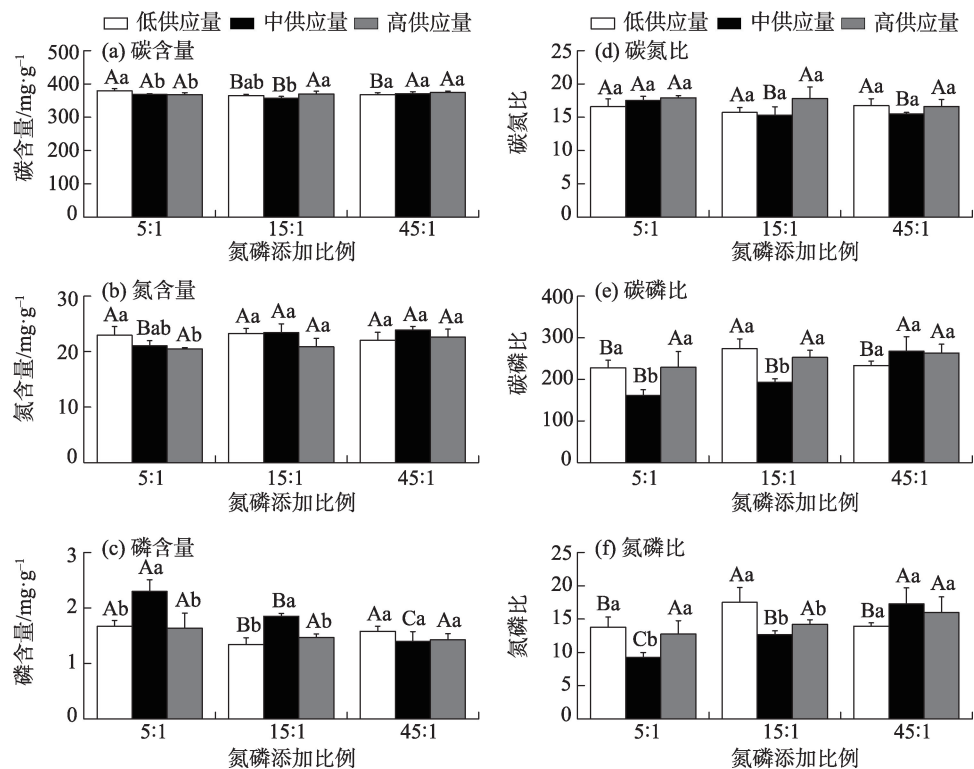 低供应量 中供应量 高供应量
(a) 碳含量
碳含量/mg·g⁻¹
500
400
300
200
100
0
Aa Ab Ab Bab Bb Aa Ba Aa Aa
5:1 15:1 45:1
氮磷添加比例
(b) 氮含量
氮含量/mg·g⁻¹
30
20
10
0
Aa Bab Ab Aa Aa Aa Aa Aa Aa
5:1 15:1 45:1
氮磷添加比例
(c) 磷含量
磷含量/mg·g⁻¹
3
2
1
0
Ab Aa Ab Bb Ba Ab Aa Ca Aa
5:1 15:1 45:1
氮磷添加比例
低供应量 中供应量 高供应量
(d) 碳氮比
碳氮比
25
20
15
10
5
0
Aa Aa Aa Aa Ba Aa Aa Ba Aa
5:1 15:1 45:1
氮磷添加比例
(e) 碳磷比
碳磷比
400
300
200
100
0
Ba Bb Aa Aa Bb Aa Ba Aa Aa
5:1 15:1 45:1
氮磷添加比例
(f) 氮磷比
氮磷比
25
20
15
10
5
0
Ba Cb Aa Aa Bb Ab Ba Aa Aa
5:1 15:1 45:1
氮磷添加比例